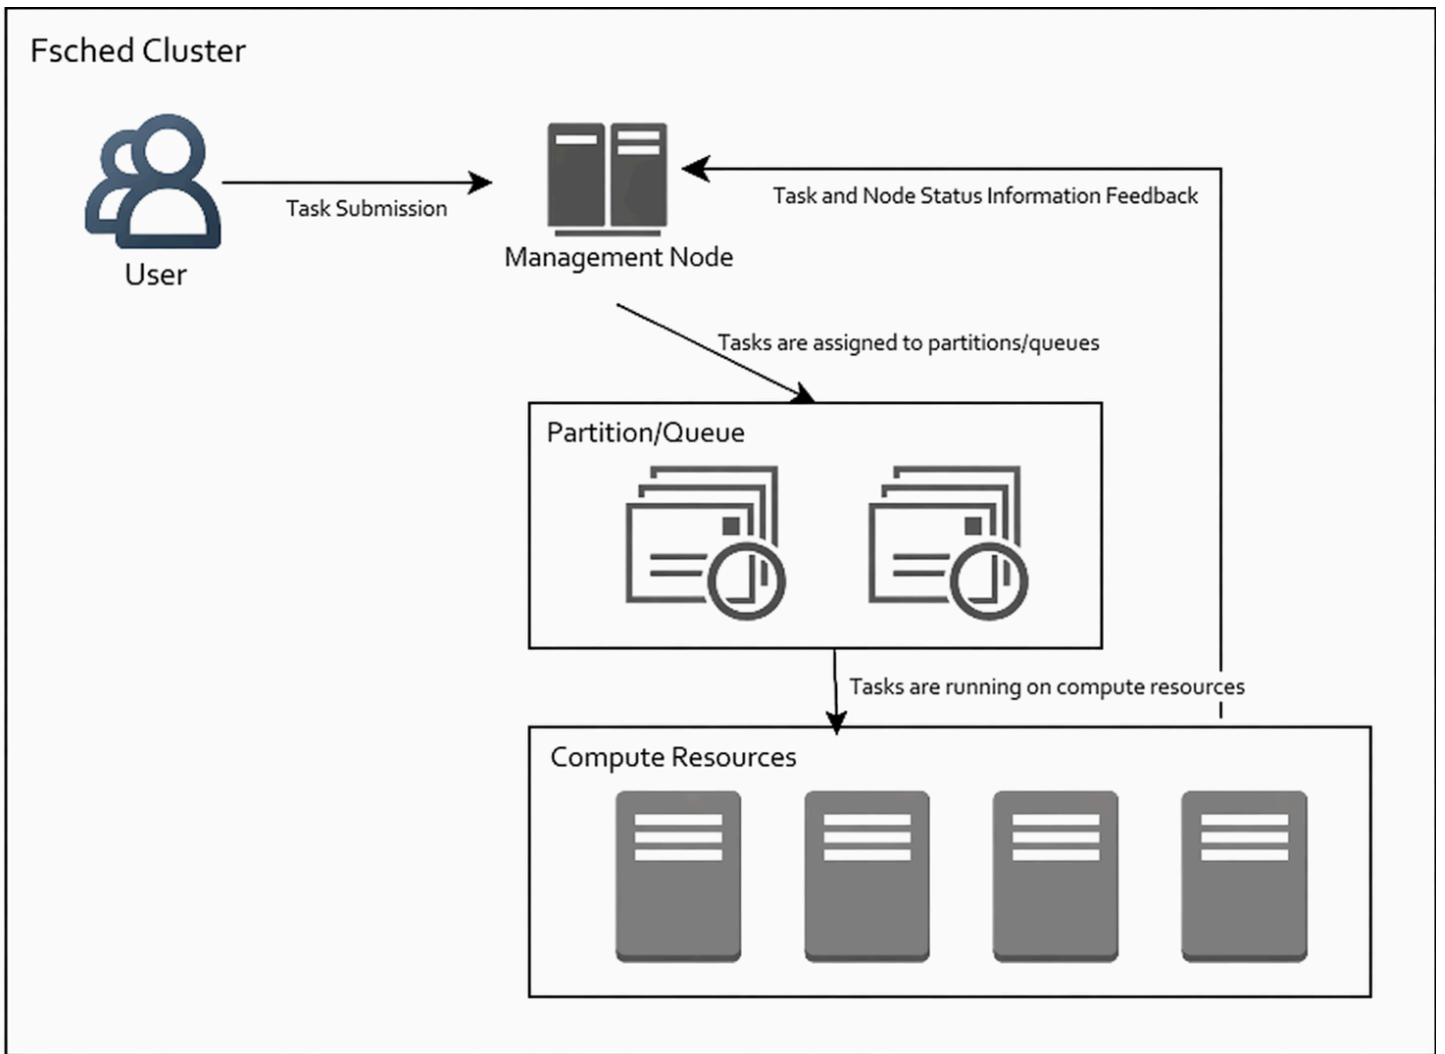 Fsched Cluster
Task Submission
User
Management Node
Task and Node Status Information Feedback
Tasks are assigned to partitions/queues
Partition/Queue
Tasks are running on compute resources
Compute Resources